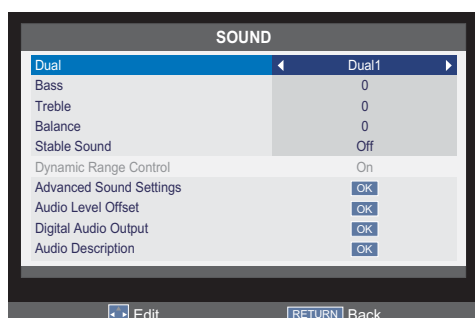 SOUND
Dual Dual1
Bass 0
Treble 0
Balance 0
Stable Sound Off
Dynamic Range Control On
Advanced Sound Settings OK
Audio Level Offset OK
Digital Audio Output OK
Audio Description OK
Edit RETURN Back